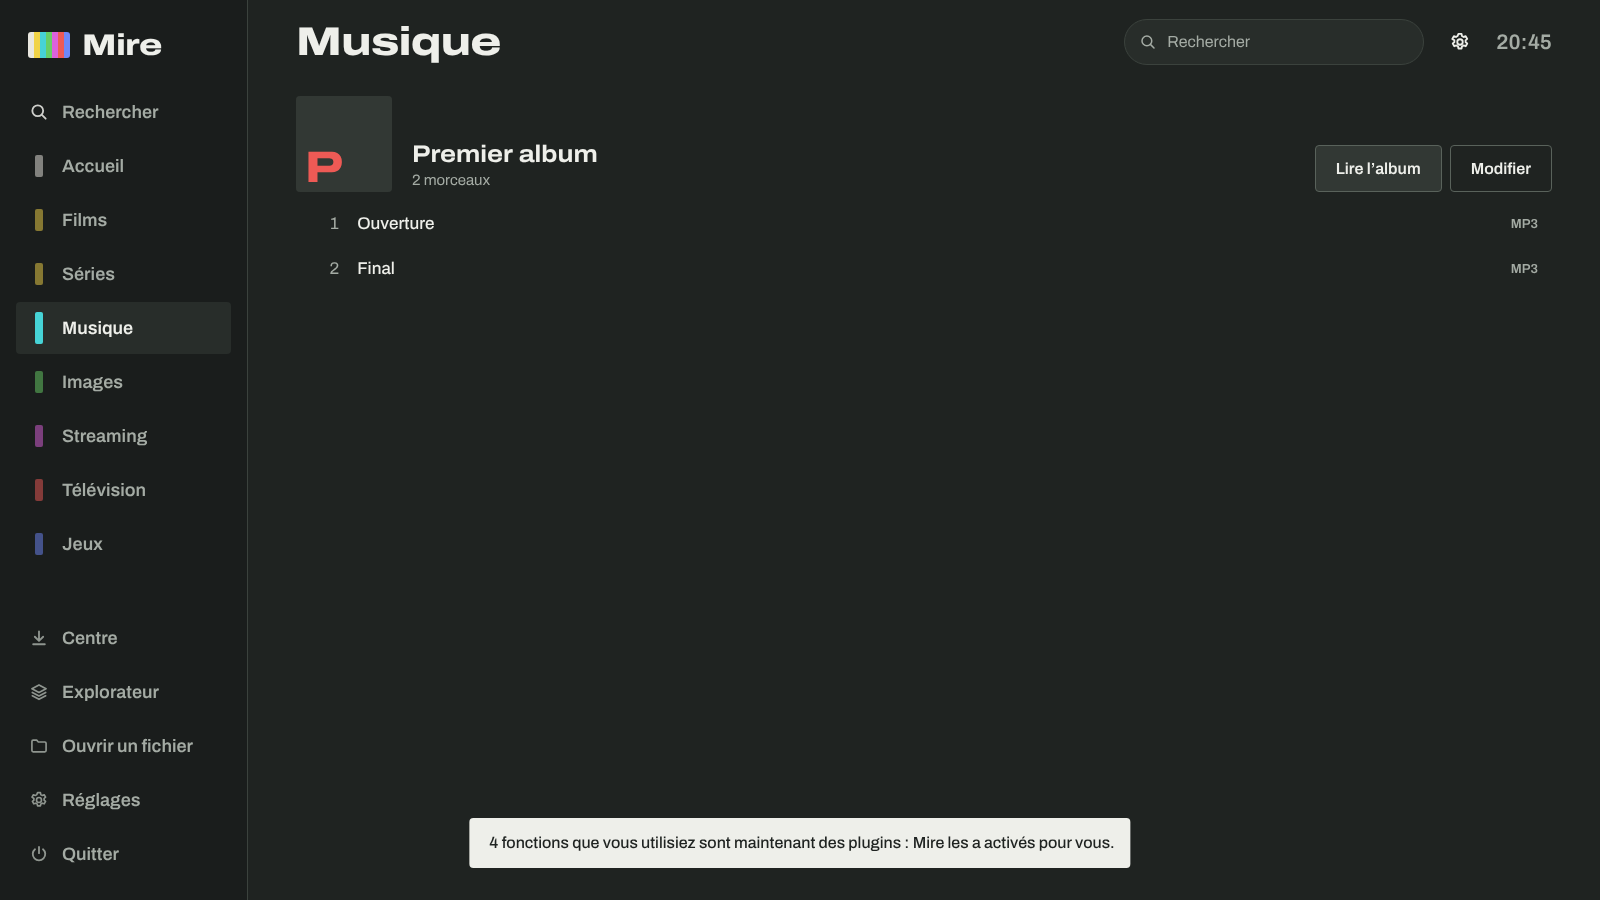 Mire
Musique
Rechercher
20:45
Rechercher
Accueil
Films
Séries
Musique
Images
Streaming
Télévision
Jeux
Centre
Explorateur
Ouvrir un fichier
Réglages
Quitter
P
Premier album
2 morceaux
Lire l’album
Modifier
1 Ouverture MP3
2 Final MP3
4 fonctions que vous utilisiez sont maintenant des plugins : Mire les a activés pour vous.